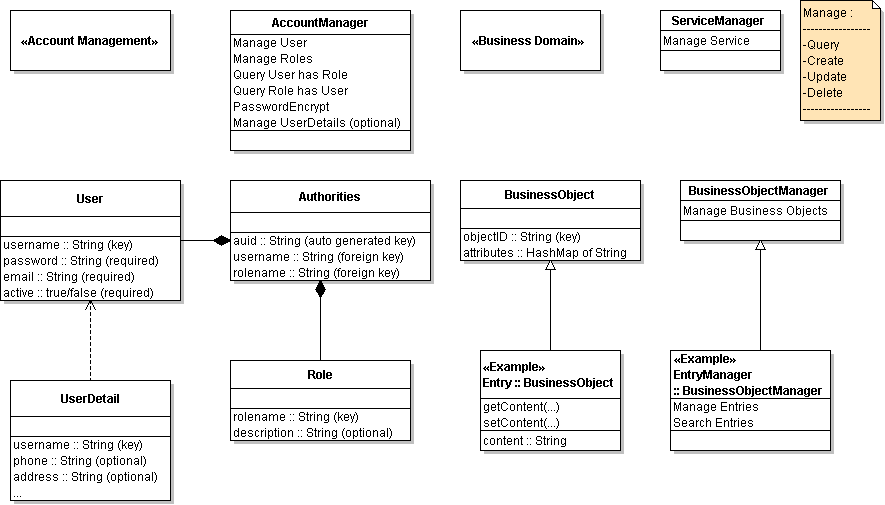 «Account Management»
AccountManager
Manage User
Manage Roles
Query User has Role
Query Role has User
PasswordEncrypt
Manage UserDetails (optional)
«Business Domain»
ServiceManager
Manage Service
Manage :
-----------------
-Query
-Create
-Update
-Delete
-----------------
User
username :: String (key)
password :: String (required)
email :: String (required)
active :: true/false (required)
Authorities
auid :: String (auto generated key)
username :: String (foreign key)
rolename :: String (foreign key)
BusinessObject
objectID :: String (key)
attributes :: HashMap of String
BusinessObjectManager
Manage Business Objects
UserDetail
username :: String (key)
phone :: String (optional)
address :: String (optional)
...
Role
rolename :: String (key)
description :: String (optional)
«Example»
Entry :: BusinessObject
getContent(...)
setContent(...)
content :: String
«Example»
EntryManager
:: BusinessObjectManager
Manage Entries
Search Entries